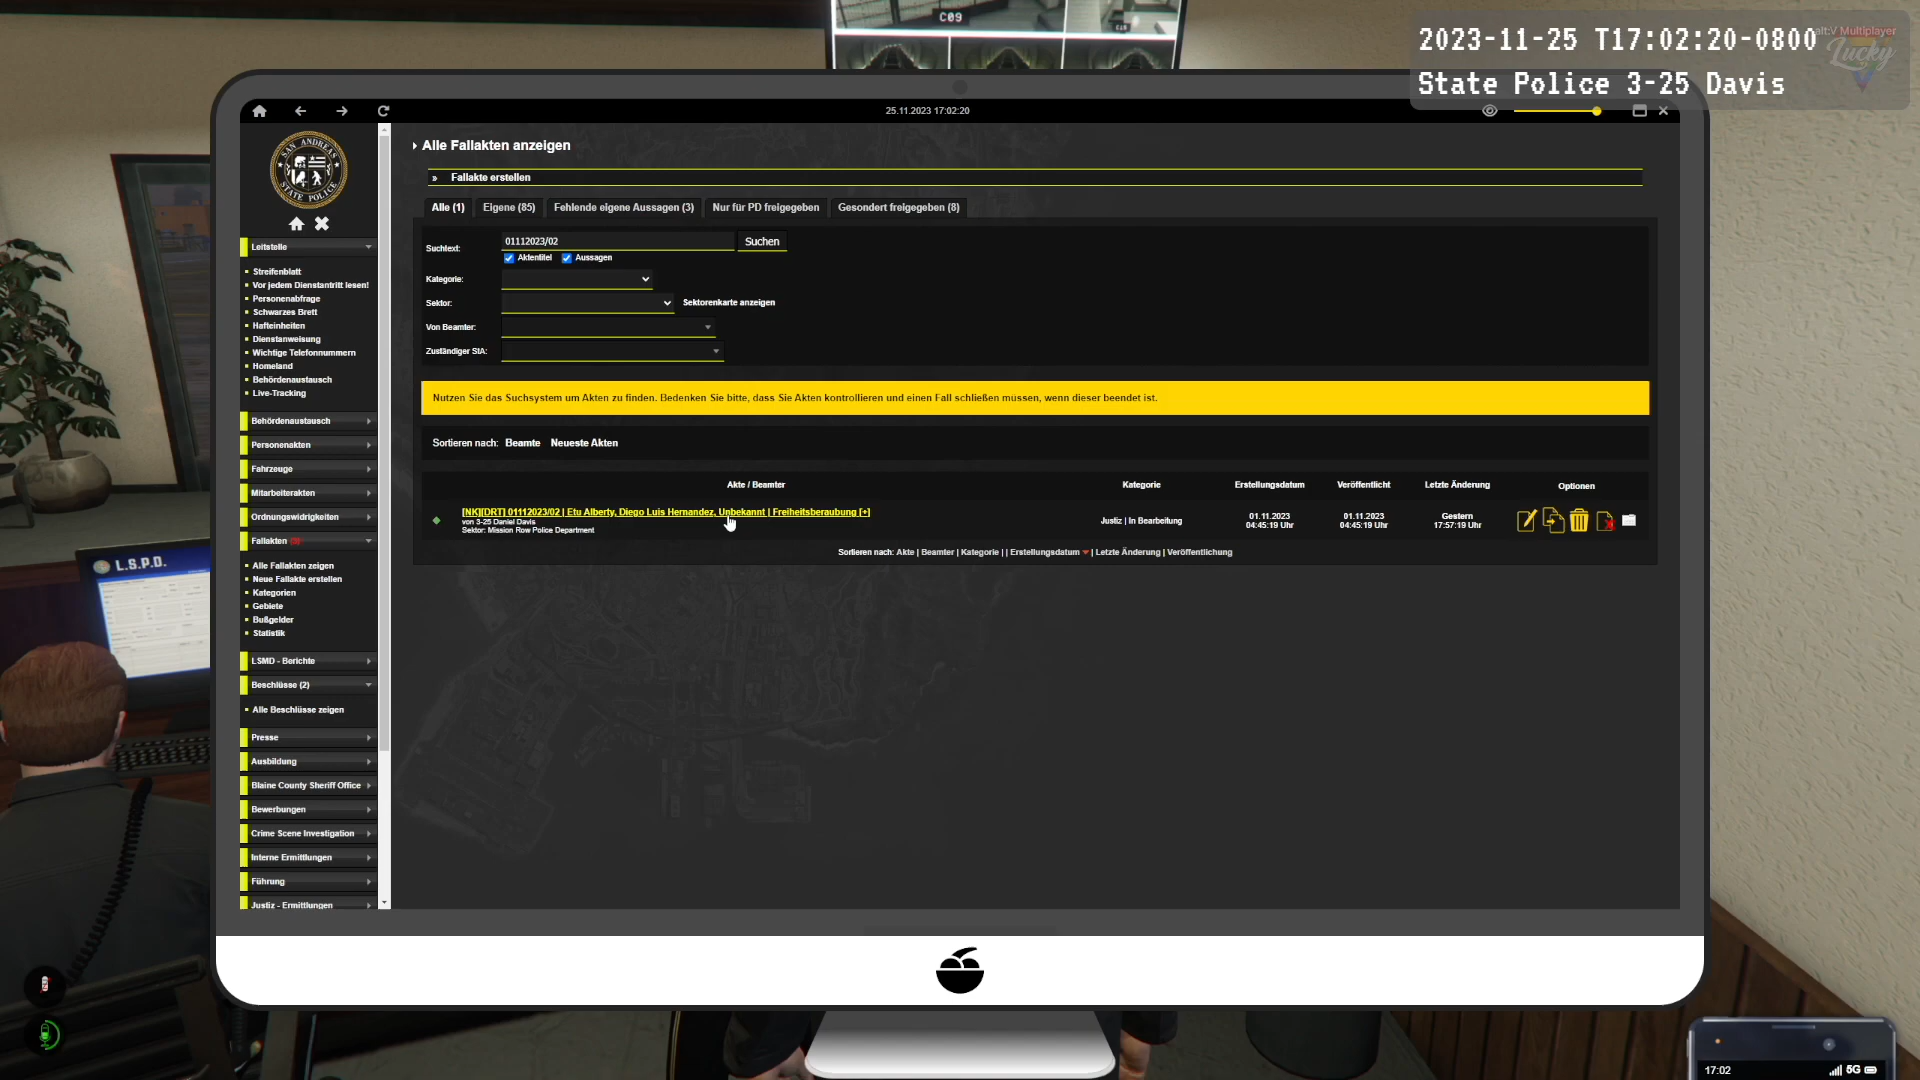 C09
2023-11-25 T17:02:20-0800
alt:V Multiplayer
Lucky
State Police 3-25 Davis
25.11.2023 17:02:20
SAN ANDREAS
STATE POLICE
Alle Fallakten anzeigen
» Fallakte erstellen
Alle (1) Eigene (85) Fehlende eigene Aussagen (3) Nur für PD freigegeben Gesondert freigegeben (8)
Suchtext: 01112023/02 Suchen
Aktentitel Aussagen
Kategorie:
Sektor: Sektorenkarte anzeigen
Von Beamter:
Zuständiger StA:
Nutzen Sie das Suchsystem um Akten zu finden. Bedenken Sie bitte, dass Sie Akten kontrollieren und einen Fall schließen müssen, wenn dieser beendet ist.
Sortieren nach: Beamte Neueste Akten
Akte / Beamter Kategorie Erstellungsdatum Veröffentlicht Letzte Änderung Optionen
[NK][DRT] 01112023/02 | Etu Alberty, Diego Luis Hernandez, Unbekannt | Freiheitsberaubung [+]
von 3-25 Daniel Davis
Sektor: Mission Row Police Department
Justiz | In Bearbeitung
01.11.2023
04:45:19 Uhr
01.11.2023
04:45:19 Uhr
Gestern
17:57:19 Uhr
Sortieren nach: Akte | Beamter | Kategorie | | Erstellungsdatum | Letzte Änderung | Veröffentlichung
Leitstelle
Streifenblatt
Vor jedem Dienstantritt lesen!
Personenabfrage
Schwarzes Brett
Hafteinheiten
Dienstanweisung
Wichtige Telefonnummern
Homeland
Behördenaustausch
Live-Tracking
Behördenaustausch
Personenakten
Fahrzeuge
Mitarbeiterakten
Ordnungswidrigkeiten
Fallakten
Alle Fallakten zeigen
Neue Fallakte erstellen
Kategorien
Gebiete
Bußgelder
Statistik
LSMD - Berichte
Beschlüsse (2)
Alle Beschlüsse zeigen
Presse
Ausbildung
Blaine County Sheriff Office
Bewerbungen
Crime Scene Investigation
Interne Ermittlungen
Führung
Justiz - Ermittlungen
L.S.P.D.
17:02 5G